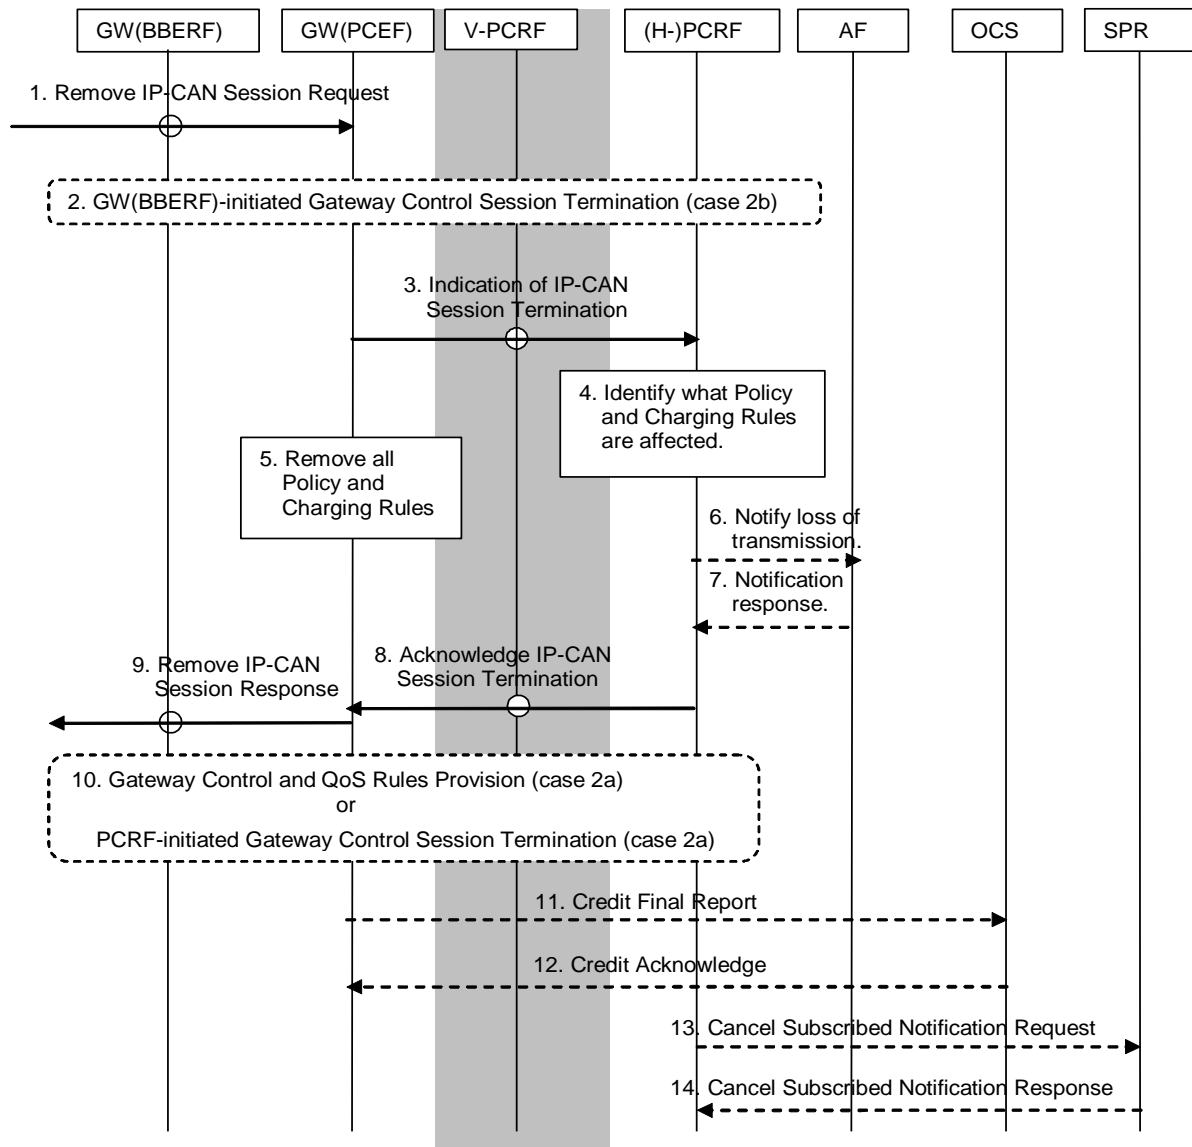 GW(BBERF)
GW(PCEF)
V-PCRF
(H-)PCRF
AF
OCS
SPR
1. Remove IP-CAN Session Request
2. GW(BBERF)-initiated Gateway Control Session Termination (case 2b)
3. Indication of IP-CAN
Session Termination
4. Identify what Policy
and Charging Rules
are affected.
5. Remove all
Policy and
Charging Rules
6. Notify loss of
transmission.
7. Notification
response.
8. Acknowledge IP-CAN
Session Termination
9. Remove IP-CAN
Session Response
10. Gateway Control and QoS Rules Provision (case 2a)
or
PCRF-initiated Gateway Control Session Termination (case 2a)
11. Credit Final Report
12. Credit Acknowledge
13. Cancel Subscribed Notification Request
14. Cancel Subscribed Notification Response